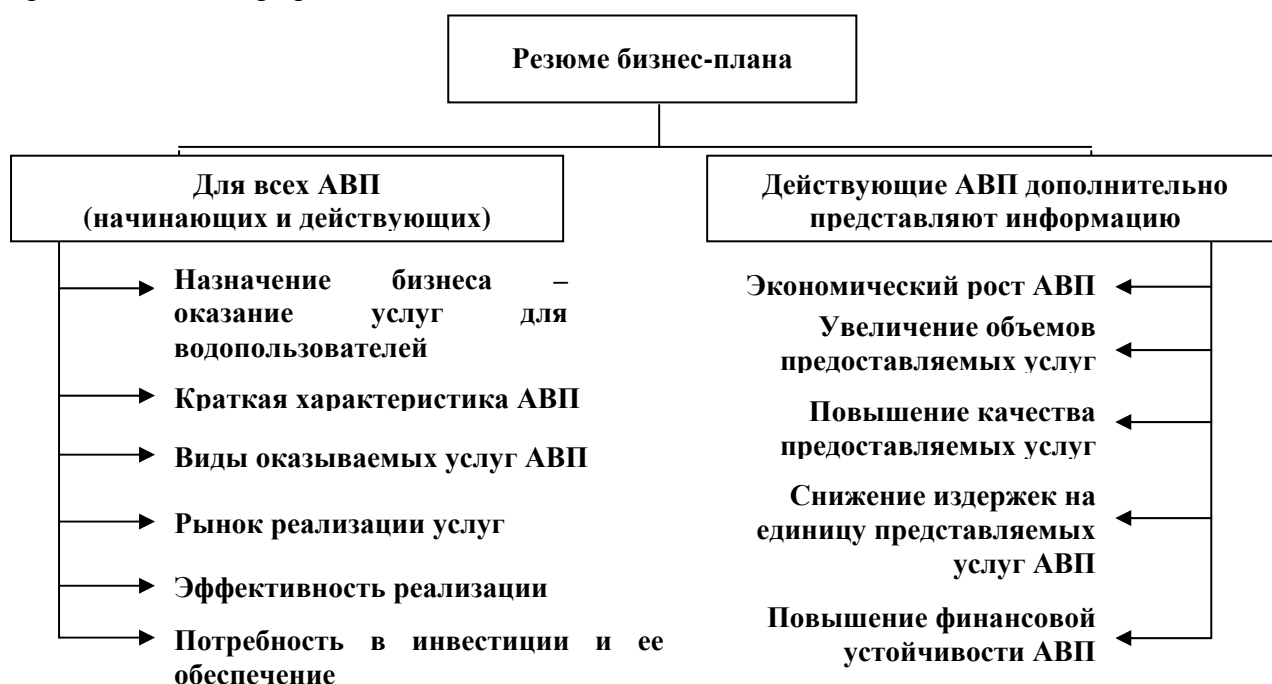 Резюме бизнес-плана
Для всех АВП
(начинающих и действующих)
Назначение бизнеса –
оказание услуг для
водопользователей
Краткая характеристика АВП
Виды оказываемых услуг АВП
Рынок реализации услуг
Эффективность реализации
Потребность в инвестиции и ее
обеспечение
Действующие АВП дополнительно
представляют информацию
Экономический рост АВП
Увеличение объемов
предоставляемых услуг
Повышение качества
предоставляемых услуг
Снижение издержек на
единицу представляемых
услуг АВП
Повышение финансовой
устойчивости АВП